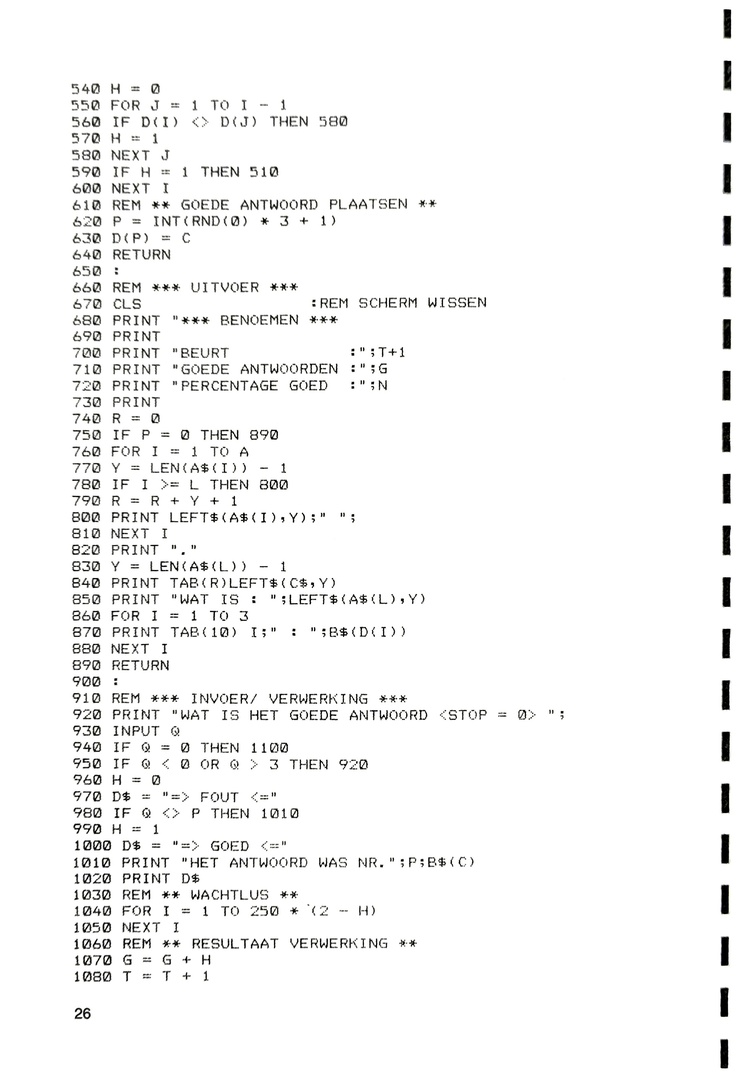 540 H = 0
550 FOR J = 1 TO I - 1
560 IF D(I) <> D(J) THEN 580
570 H = 1
580 NEXT J
590 IF H = 1 THEN 510
600 NEXT I
610 REM ** GOEDE ANTWOORD PLAATSEN **
620 P = INT(RND(0) * 3 + 1)
630 D(P) = C
640 RETURN
650 :
660 REM *** UITVOER ***
670 CLS                    :REM SCHERM WISSEN
680 PRINT "*** BENOEMEN ***
690 PRINT
700 PRINT "BEURT            :";T+1
710 PRINT "GOEDE ANTWOORDEN :";G
720 PRINT "PERCENTAGE GOED  :";N
730 PRINT
740 R = 0
750 IF P = 0 THEN 890
760 FOR I = 1 TO A
770 Y = LEN(A$(I)) - 1
780 IF I >= L THEN 800
790 R = R + Y + 1
800 PRINT LEFT$(A$(I),Y);" ";
810 NEXT I
820 PRINT "."
830 Y = LEN(A$(L)) - 1
840 PRINT TAB(R)LEFT$(C$,Y)
850 PRINT "WAT IS : ";LEFT$(A$(L),Y)
860 FOR I = 1 TO 3
870 PRINT TAB(10) I;" : ";B$(D(I))
880 NEXT I
890 RETURN
900 :
910 REM *** INVOER/ VERWERKING ***
920 PRINT "WAT IS HET GOEDE ANTWOORD <STOP = 0> ";
930 INPUT Q
940 IF Q = 0 THEN 1100
950 IF Q < 0 OR Q > 3 THEN 920
960 H = 0
970 D$ = "=> FOUT <="
980 IF Q <> P THEN 1010
990 H = 1
1000 D$ = "=> GOED <="
1010 PRINT "HET ANTWOORD WAS NR.";P;B$(C)
1020 PRINT D$
1030 REM ** WACHTLUS **
1040 FOR I = 1 TO 250 * (2 - H)
1050 NEXT I
1060 REM ** RESULTAAT VERWERKING **
1070 G = G + H
1080 T = T + 1
26